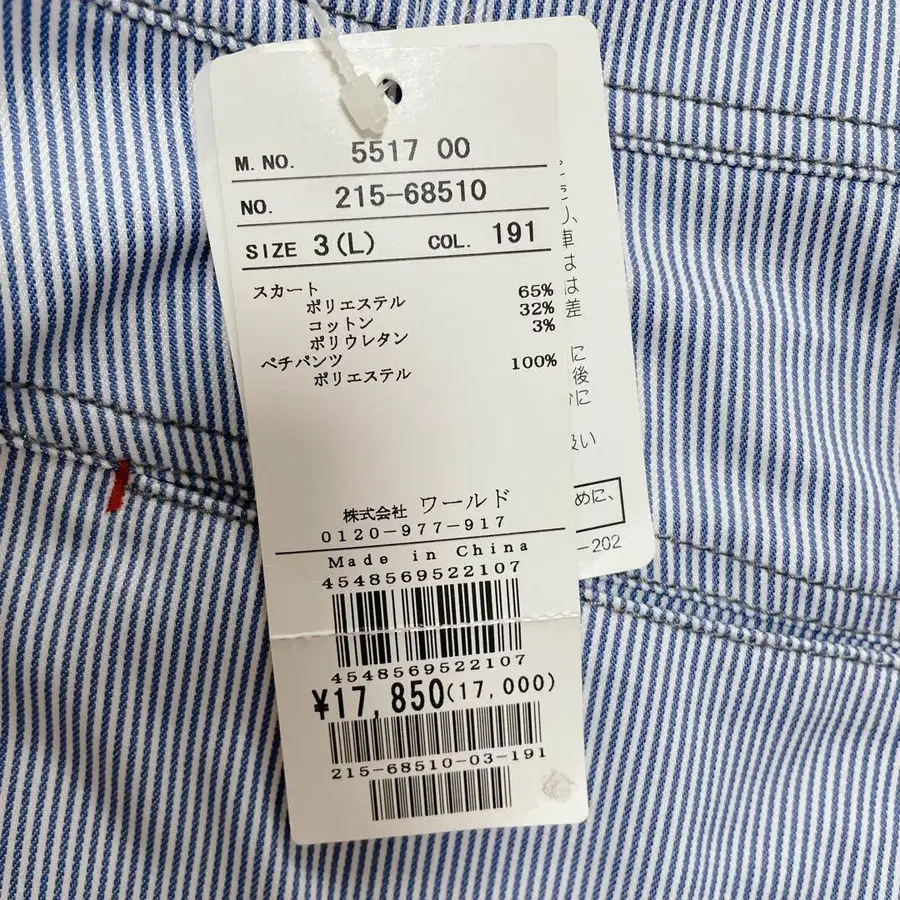 M. NO. 5517 00
NO. 215-68510
SIZE 3(L) COL. 191
スカート
ポリエステル 65%
コットン 32%
ポリウレタン 3%
ペチパンツ
ポリエステル 100%
株式会社 ワールド
0120-977-917
Made in China
4548569522107
4548569522107
¥17,850(17,000)
215-68510-03-191
車
は
は
差
に
後
に
い
めに、
-202